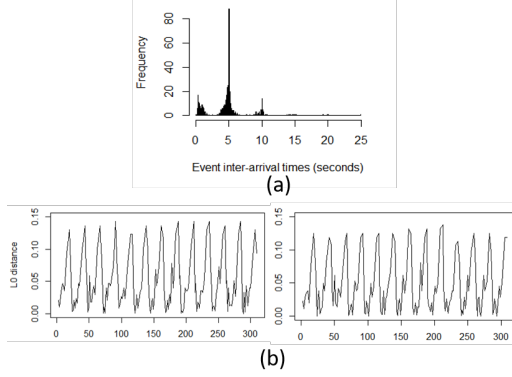 Frequency
80
60
40
20
0
0 5 10 15 20 25
Event inter-arrival times (seconds)
(a)
L0 distance
0.15
0.10
0.05
0.00
0 50 100 150 200 250 300
0.15
0.10
0.05
0.00
0 50 100 150 200 250 300
(b)